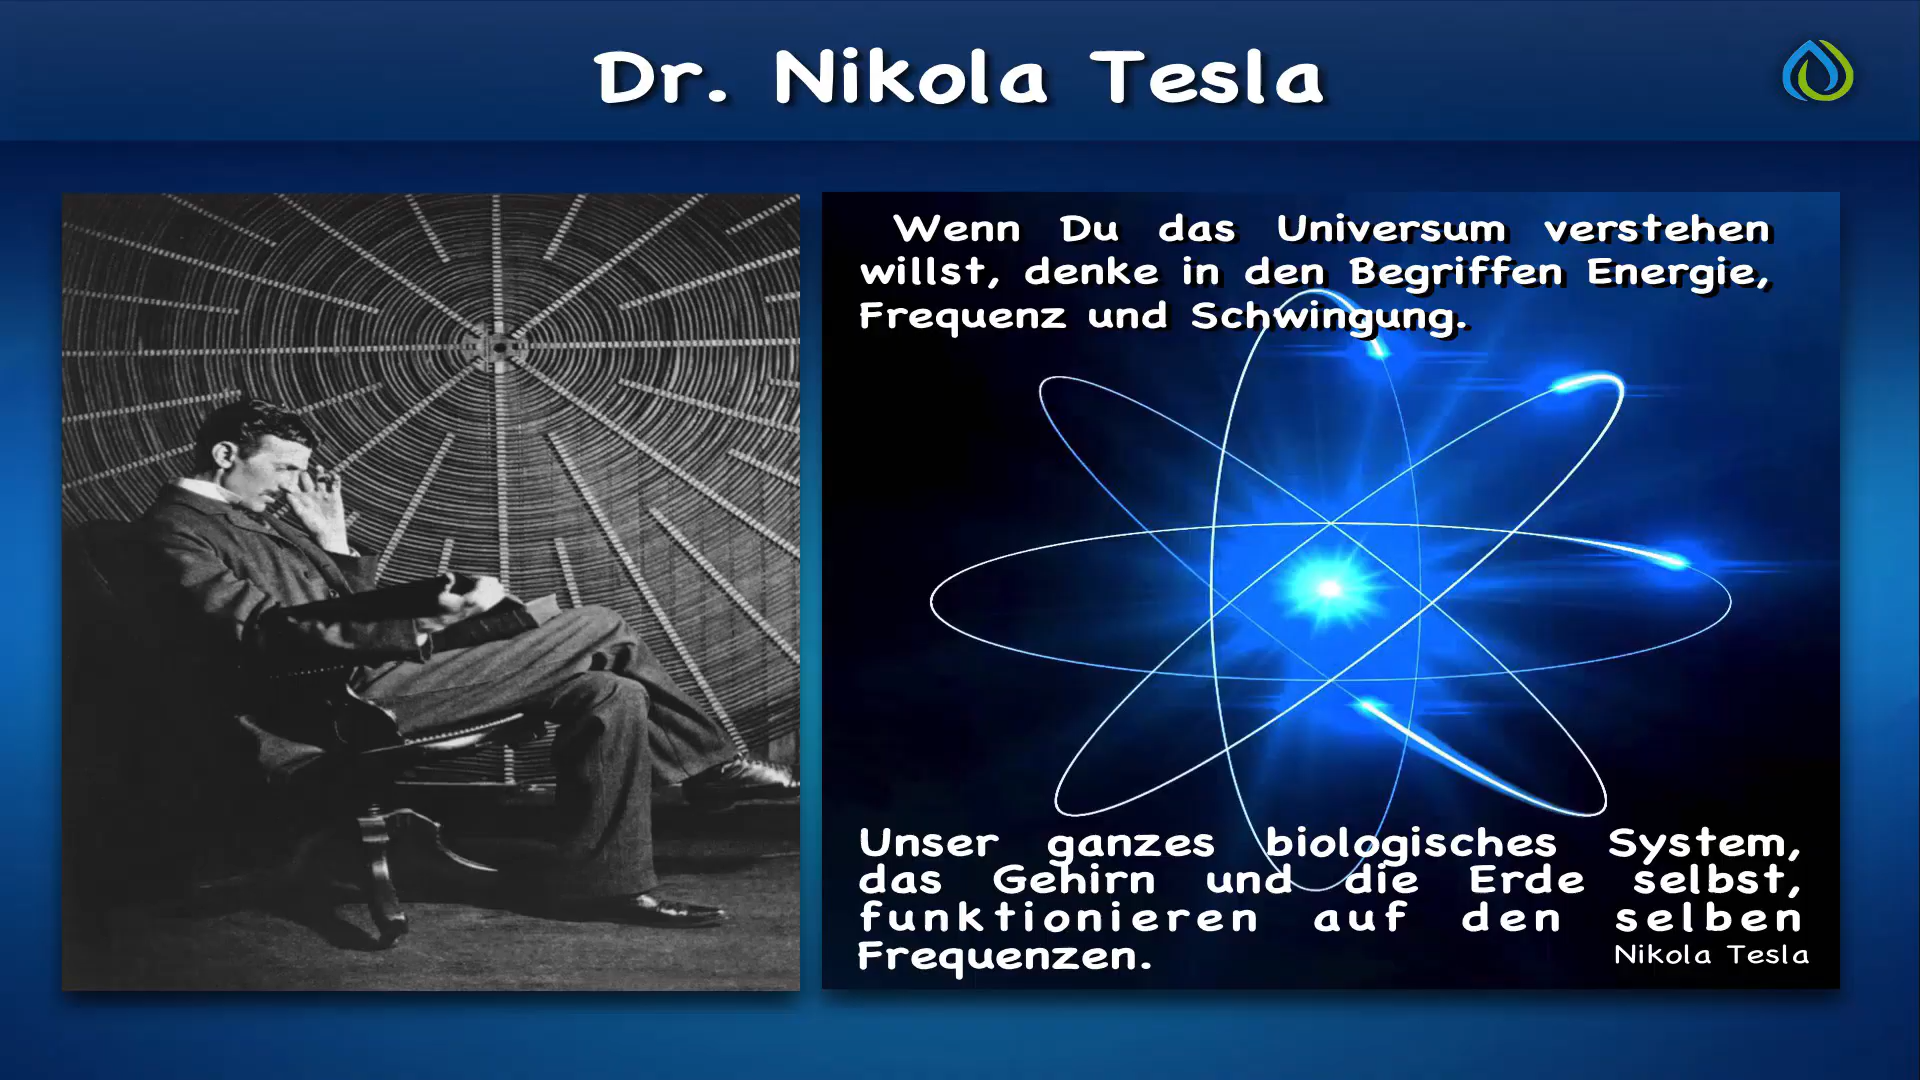 Dr. Nikola Tesla
Wenn Du das Universum verstehen
willst, denke in den Begriffen Energie,
Frequenz und Schwingung.
Unser ganzes biologisches System,
das Gehirn und die Erde selbst,
funktionieren auf den selben
Frequenzen.
Nikola Tesla